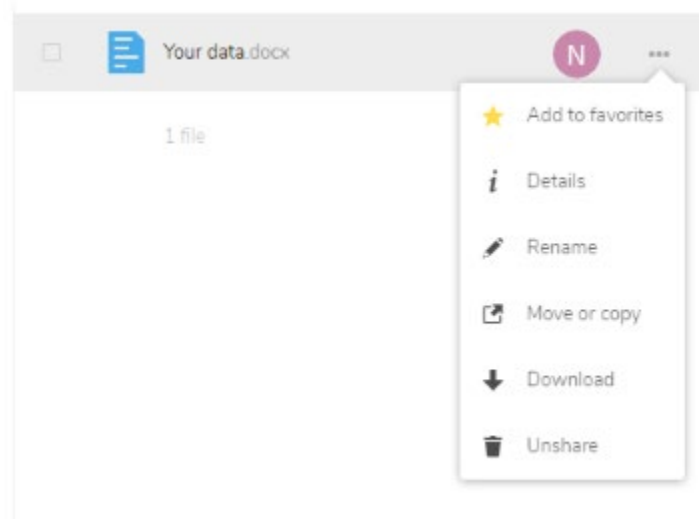 Your data.docx
N
Add to favorites
1 file
Details
Rename
Move or copy
Download
Unshare